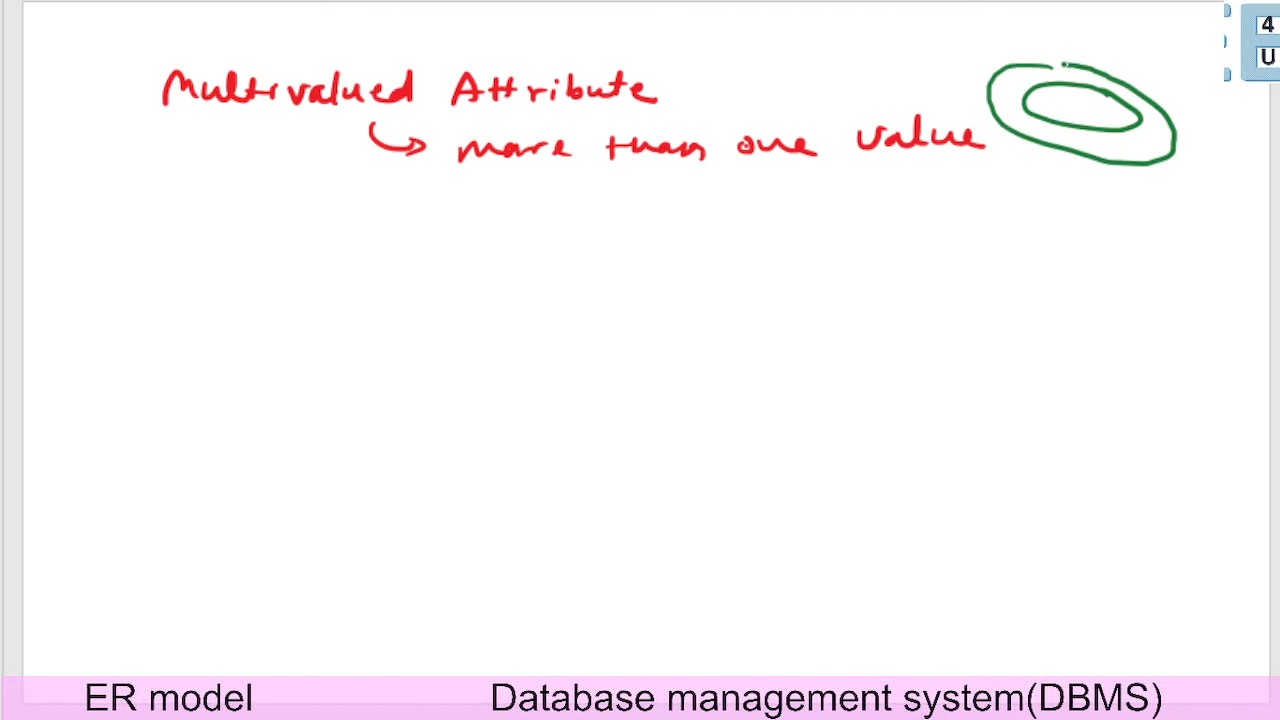 Multivalued Attribute
more than one value
4
U
ER model
Database management system(DBMS)